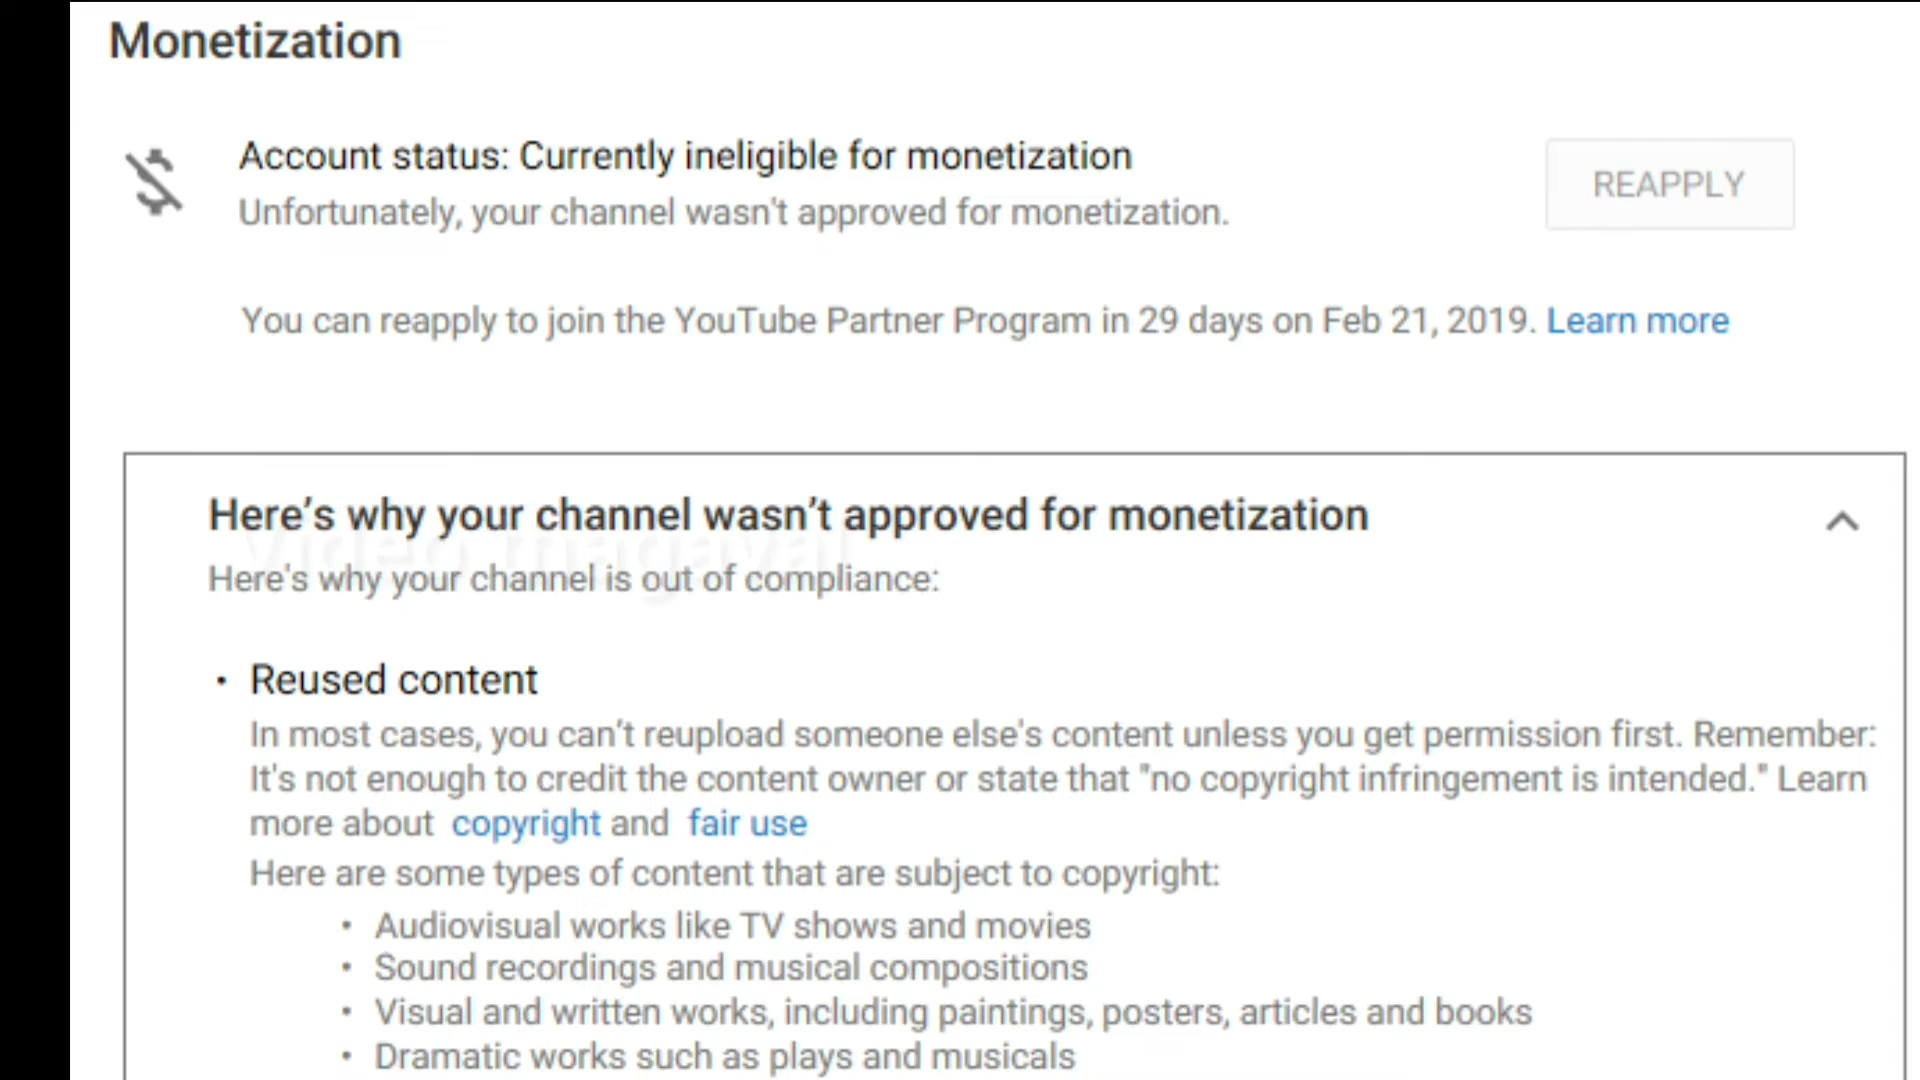 Monetization
Account status: Currently ineligible for monetization
REAPPLY
Unfortunately, your channel wasn't approved for monetization.
You can reapply to join the YouTube Partner Program in 29 days on Feb 21, 2019. Learn more
Here’s why your channel wasn’t approved for monetization
Here's why your channel is out of compliance:
• Reused content
In most cases, you can’t reupload someone else's content unless you get permission first. Remember:
It's not enough to credit the content owner or state that "no copyright infringement is intended." Learn
more about copyright and fair use
Here are some types of content that are subject to copyright:
• Audiovisual works like TV shows and movies
• Sound recordings and musical compositions
• Visual and written works, including paintings, posters, articles and books
• Dramatic works such as plays and musicals